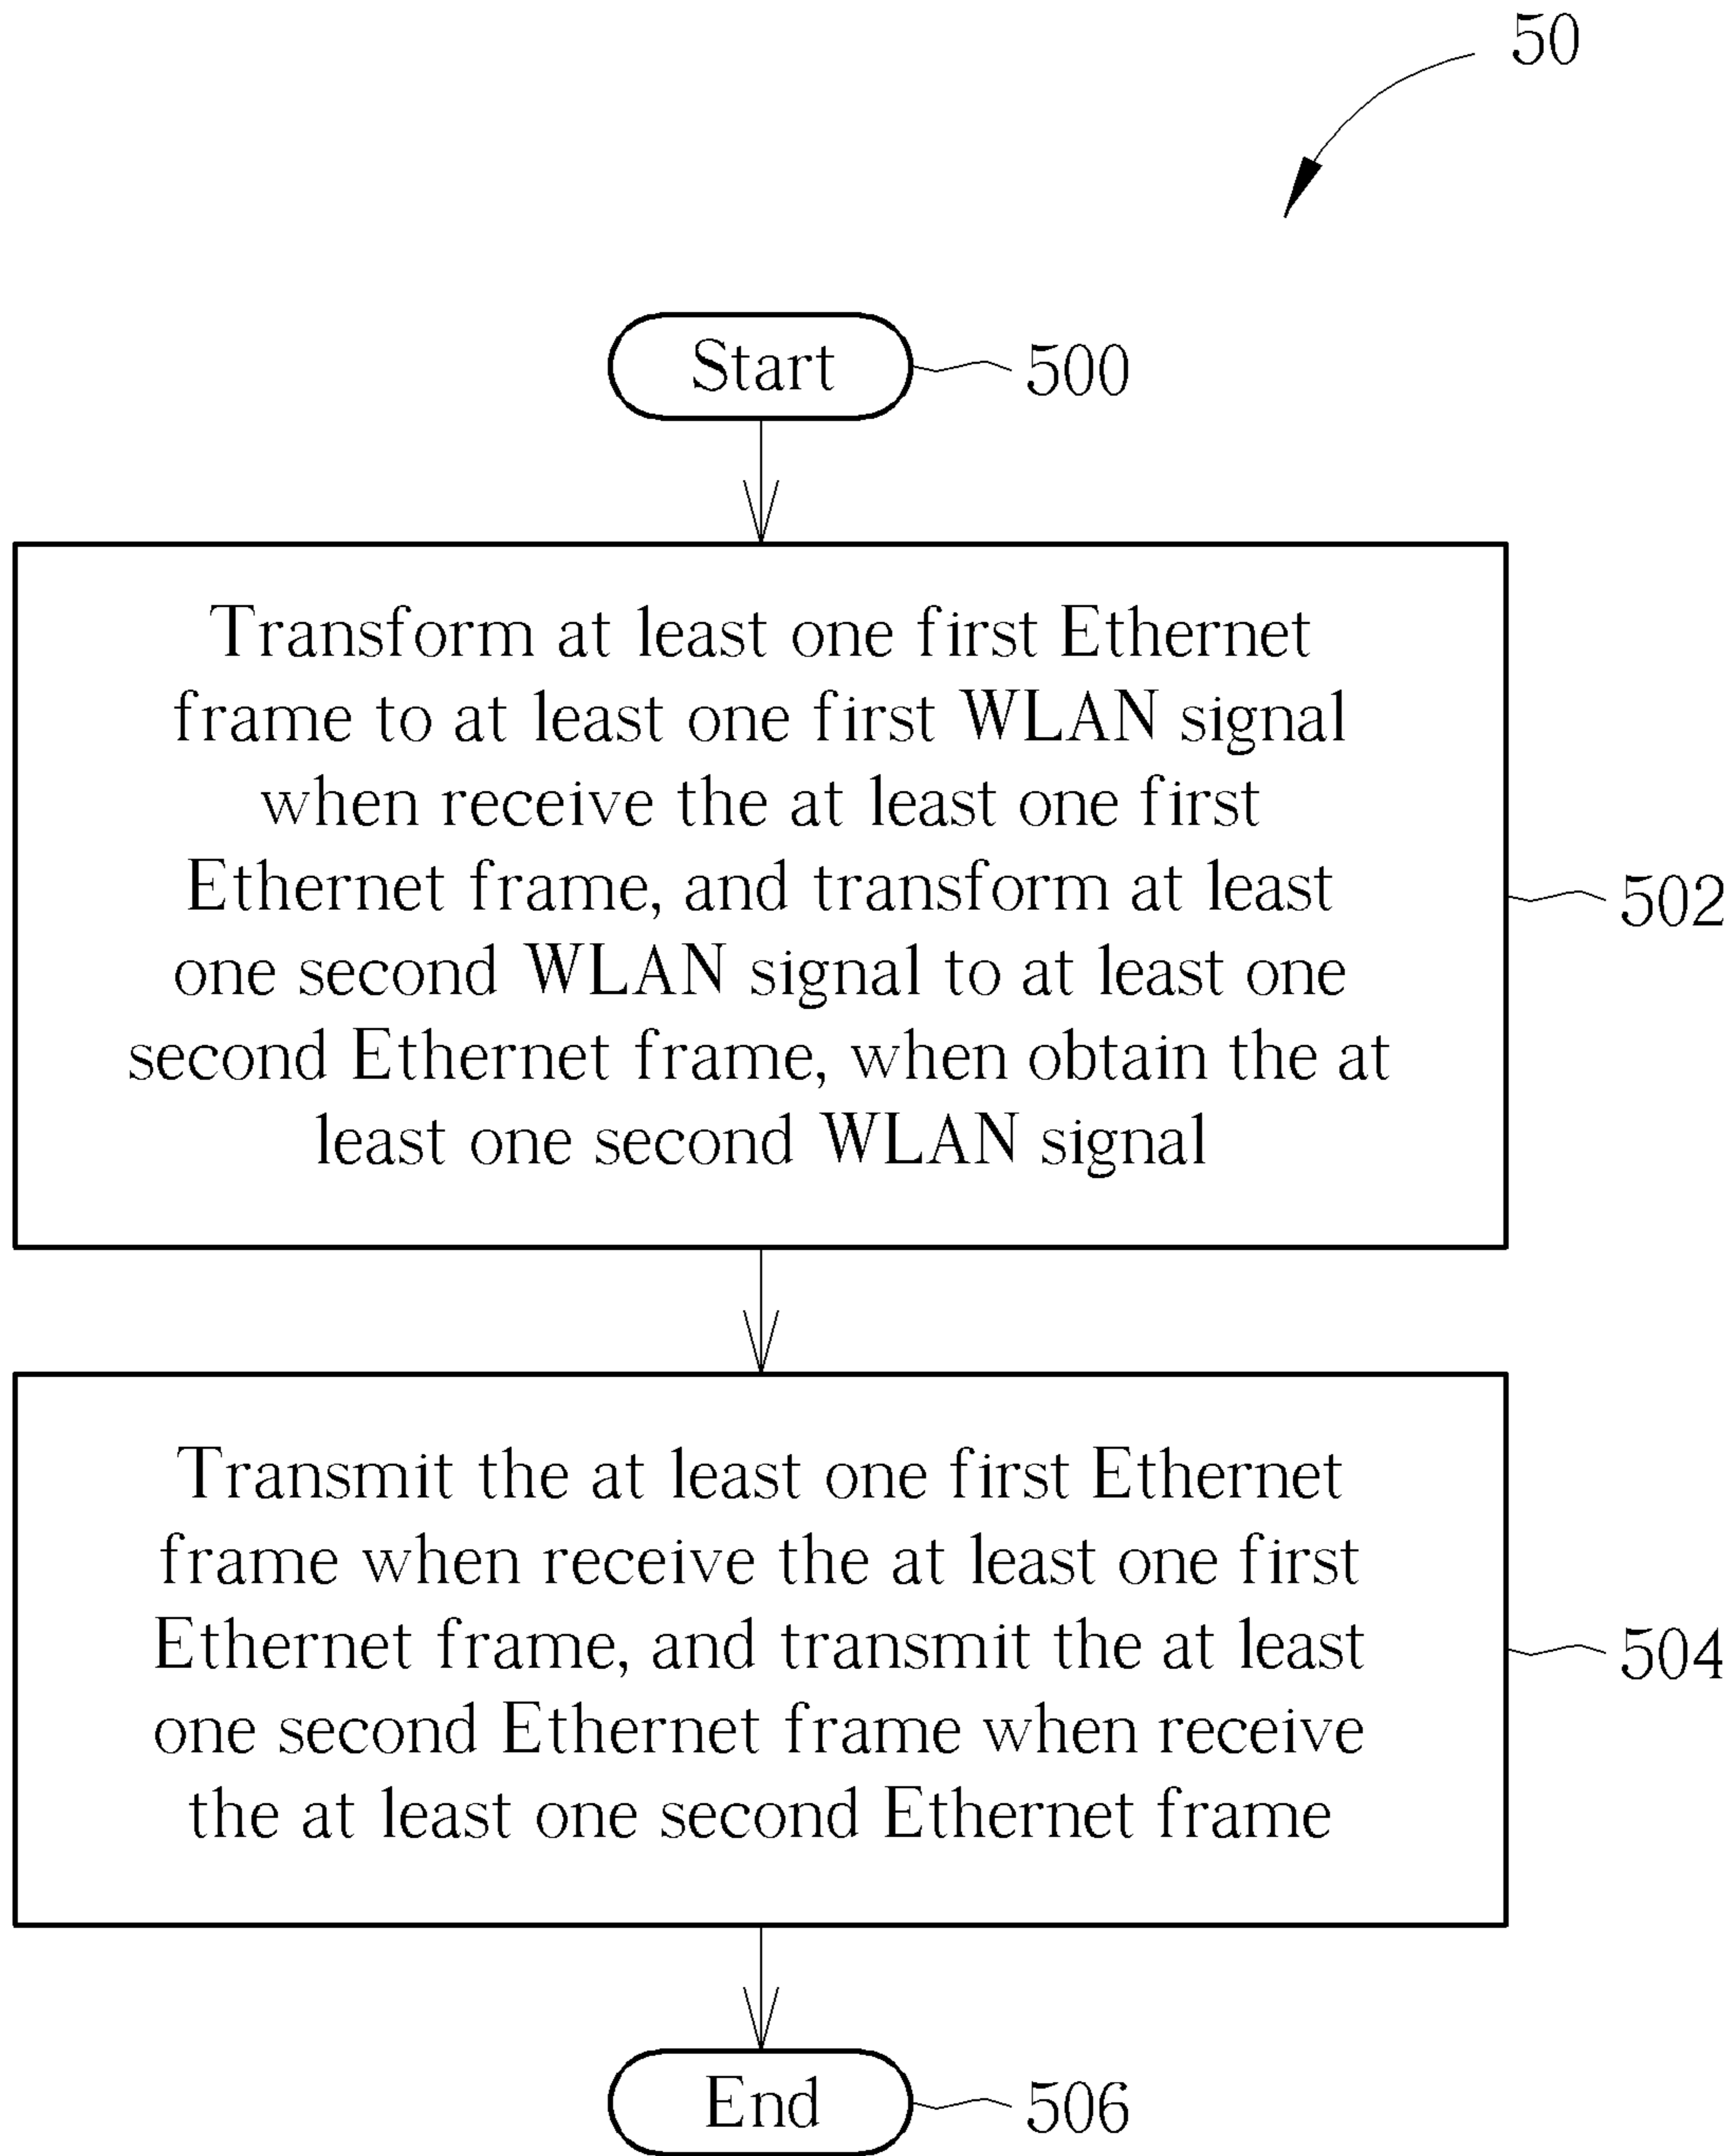 50
Start
500
Transform at least one first Ethernet
frame to at least one first WLAN signal
when receive the at least one first
Ethernet frame, and transform at least
one second WLAN signal to at least one
second Ethernet frame, when obtain the at
least one second WLAN signal
502
Transmit the at least one first Ethernet
frame when receive the at least one first
Ethernet frame, and transmit the at least
one second Ethernet frame when receive
the at least one second Ethernet frame
504
End
506